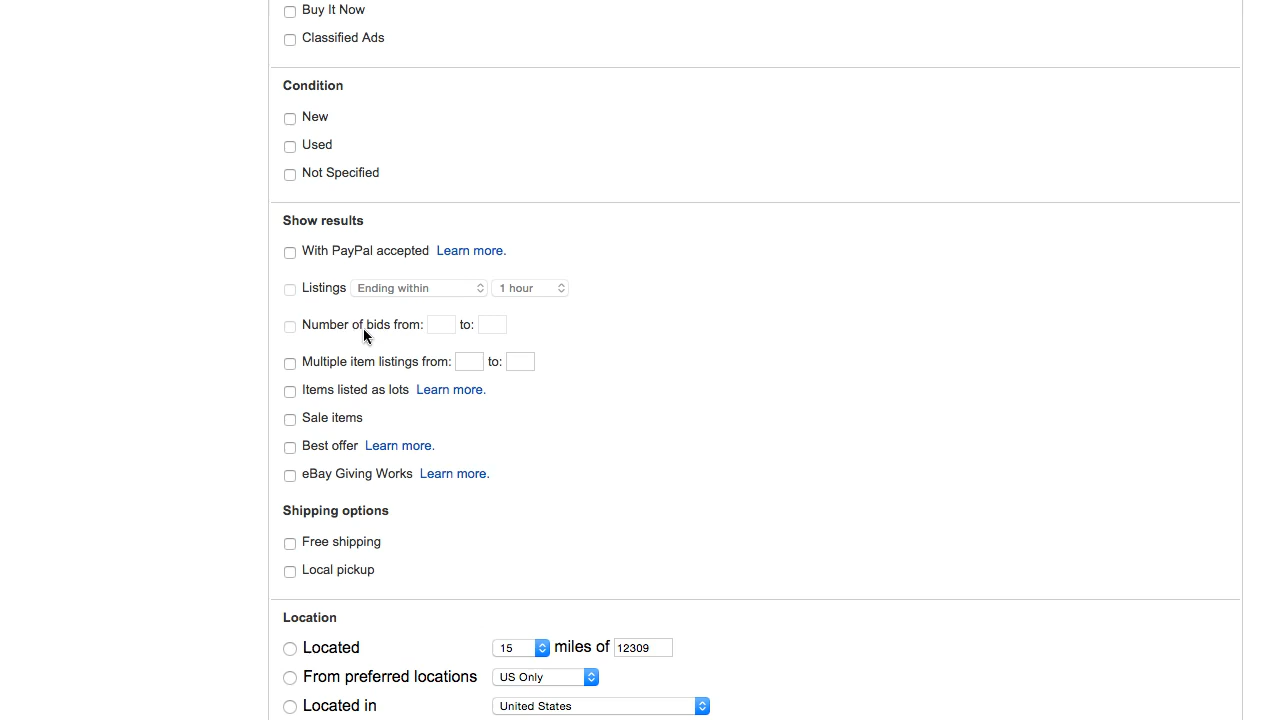 Buy It Now
Classified Ads
Condition
New
Used
Not Specified
Show results
With PayPal accepted Learn more.
Listings Ending within 1 hour
Number of bids from: to:
Multiple item listings from: to:
Items listed as lots Learn more.
Sale items
Best offer Learn more.
eBay Giving Works Learn more.
Shipping options
Free shipping
Local pickup
Location
Located 15 miles of 12309
From preferred locations US Only
Located in United States